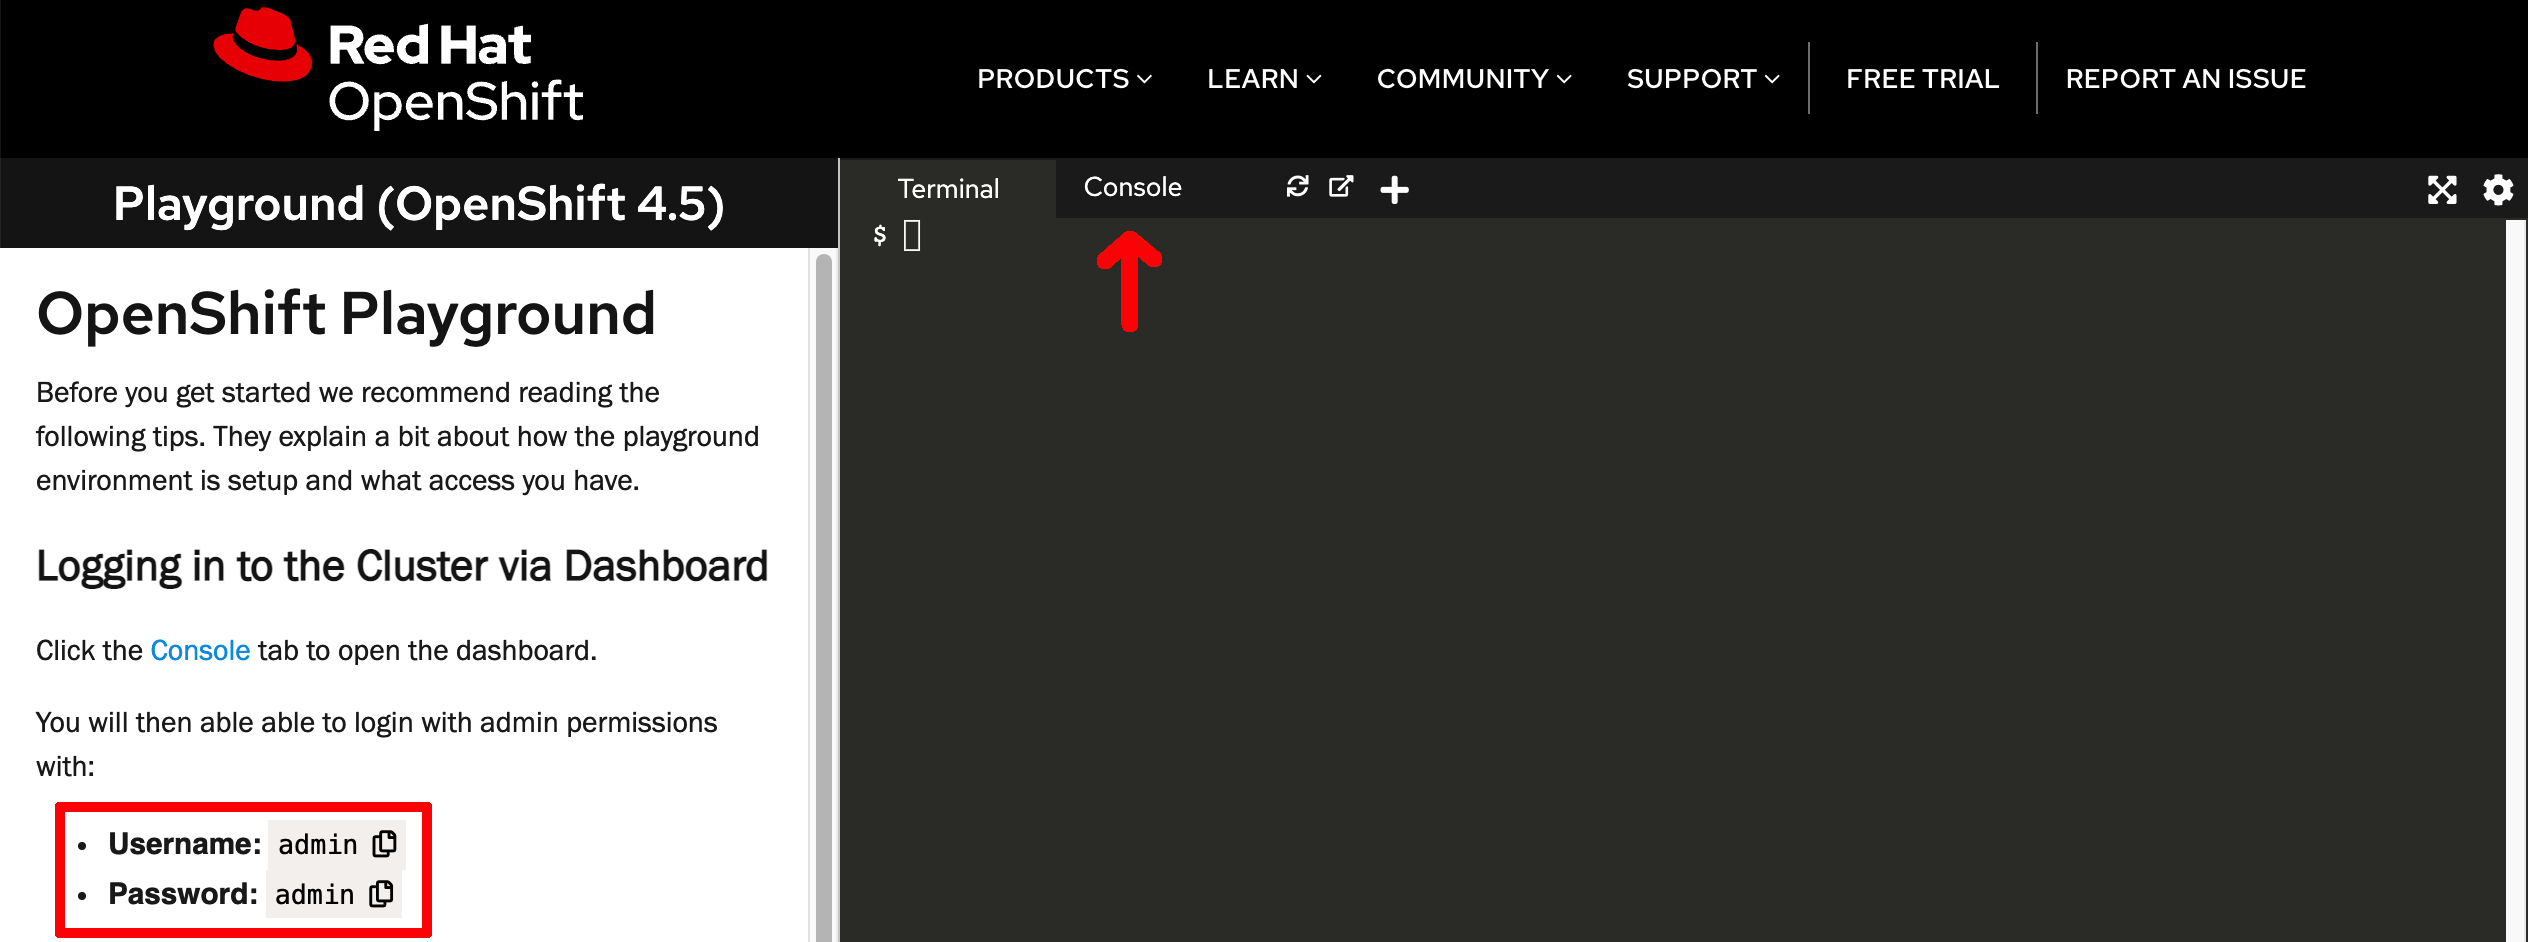 Red Hat
OpenShift
PRODUCTS LEARN COMMUNITY SUPPORT FREE TRIAL REPORT AN ISSUE
Playground (OpenShift 4.5)
Terminal Console
$
OpenShift Playground
Before you get started we recommend reading the
following tips. They explain a bit about how the playground
environment is setup and what access you have.
Logging in to the Cluster via Dashboard
Click the Console tab to open the dashboard.
You will then able able to login with admin permissions
with:
• Username: admin
• Password: admin